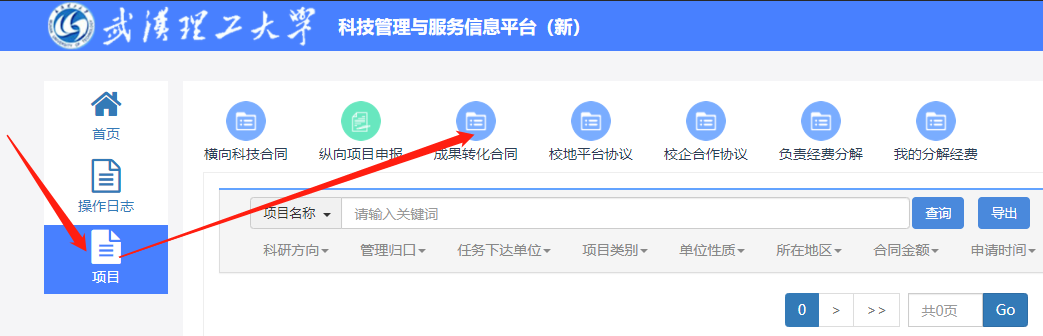 武汉理工大学 科技管理与服务信息平台（新）
首页
操作日志
项目
横向科技合同 纵向项目申报 成果转化合同 校地平台协议 校企合作协议 负责经费分解 我的分解经费
项目名称 请输入关键词 查询 导出
科研方向 管理归口 任务下达单位 项目类别 单位性质 所在地区 合同金额 申请时间
0 > >> 共0页 Go